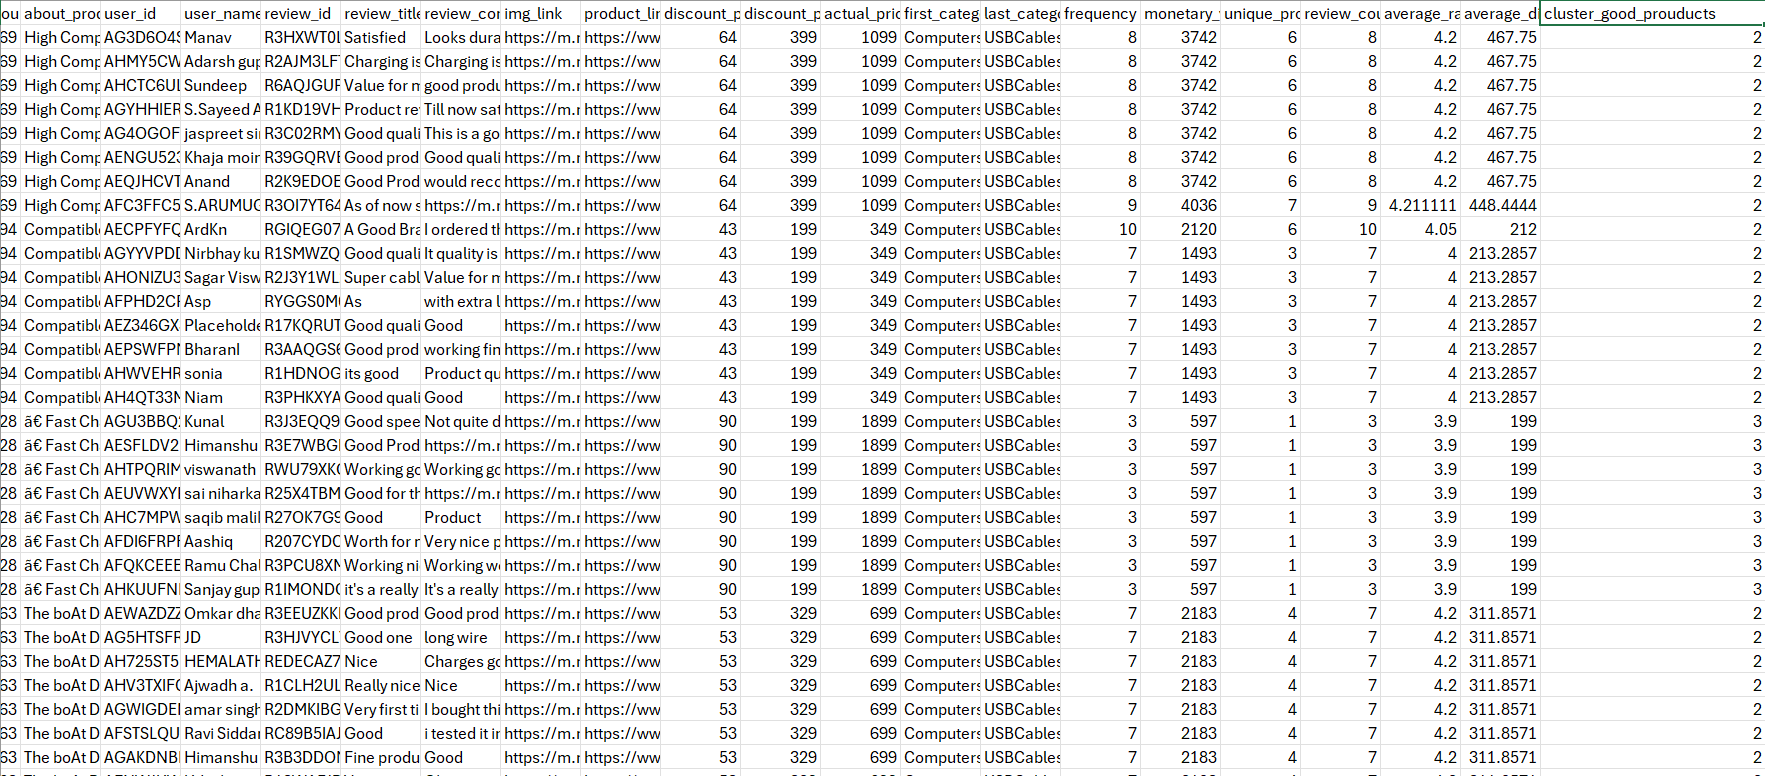 ou about_proc user_id user_name review_id review_title review_con img_link product_lin discount_p discount_p actual_pric first_categ last_catego frequency monetary_ unique_pro review_cou average_ra average_di cluster_good_prouducts
69 High Comp AG3D6O4S Manav R3HXWT0L Satisfied Looks dura https://m.r https://ww 64 399 1099 Computers USBCables 8 3742 6 8 4.2 467.75 2
69 High Comp AHMY5CW Adarsh gup R2AJM3LF Charging is Charging is https://m.r https://ww 64 399 1099 Computers USBCables 8 3742 6 8 4.2 467.75 2
69 High Comp AHCTC6UL Sundeep R6AQJGUF Value for m good produ https://m.r https://ww 64 399 1099 Computers USBCables 8 3742 6 8 4.2 467.75 2
69 High Comp AGYHHIER S.Sayeed A R1KD19VH Product re Till now sat https://m.r https://ww 64 399 1099 Computers USBCables 8 3742 6 8 4.2 467.75 2
69 High Comp AG4OGOF jaspreet si R3C02RMY Good quali This is a go https://m.r https://ww 64 399 1099 Computers USBCables 8 3742 6 8 4.2 467.75 2
69 High Comp AENGU523 Khaja moir R39GQRVE Good prod Good quali https://m.r https://ww 64 399 1099 Computers USBCables 8 3742 6 8 4.2 467.75 2
69 High Comp AEQJHCVT Anand R2K9EDOE Good Prod would reco https://m.r https://ww 64 399 1099 Computers USBCables 8 3742 6 8 4.2 467.75 2
69 High Comp AFC3FFC5 S.ARUMUG R3OI7YT64 As of now s https://m.r https://m.r https://ww 64 399 1099 Computers USBCables 9 4036 7 9 4.211111 448.4444 2
94 Compatible AECPFYFQ ArdKn RGIQEG07 A Good Bra I ordered th https://m.r https://ww 43 199 349 Computers USBCables 10 2120 6 10 4.05 212 2
94 Compatible AGYYVPDD Nirbhay ku R1SMWZQ Good quali It quality is https://m.r https://ww 43 199 349 Computers USBCables 7 1493 3 7 4 213.2857 2
94 Compatible AHONIZU3 Sagar Visw R2J3Y1WL Super cabl Value for m https://m.r https://ww 43 199 349 Computers USBCables 7 1493 3 7 4 213.2857 2
94 Compatible AFPHD2CF Asp RYGGS0M As with extra l https://m.r https://ww 43 199 349 Computers USBCables 7 1493 3 7 4 213.2857 2
94 Compatible AEZ346GX Placeholde R17KQRUT Good quali Good https://m.r https://ww 43 199 349 Computers USBCables 7 1493 3 7 4 213.2857 2
94 Compatible AEPSWFPN BharanI R3AAQGS6 Good prod working fin https://m.r https://ww 43 199 349 Computers USBCables 7 1493 3 7 4 213.2857 2
94 Compatible AHWVEHR sonia R1HDNOG its good Product qu https://m.r https://ww 43 199 349 Computers USBCables 7 1493 3 7 4 213.2857 2
94 Compatible AH4QT33N Niam R3PHKXYA Good quali Good https://m.r https://ww 43 199 349 Computers USBCables 7 1493 3 7 4 213.2857 2
28 ã€ Fast Ch AGU3BBQ Kunal R3J3EQQ9 Good spee Not quite d https://m.r https://ww 90 199 1899 Computers USBCables 3 597 1 3 3.9 199 3
28 ã€ Fast Ch AESFLDV2 Himanshu R3E7WBG Good Prod https://m.r https://m.r https://ww 90 199 1899 Computers USBCables 3 597 1 3 3.9 199 3
28 ã€ Fast Ch AHTPQRIM viswanath RWU79XK Working go Working go https://m.r https://ww 90 199 1899 Computers USBCables 3 597 1 3 3.9 199 3
28 ã€ Fast Ch AEUVWXYI sai niharka R25X4TBM Good for th https://m.r https://m.r https://ww 90 199 1899 Computers USBCables 3 597 1 3 3.9 199 3
28 ã€ Fast Ch AHC7MPW saqib mali R27OK7G9 Good Product https://m.r https://ww 90 199 1899 Computers USBCables 3 597 1 3 3.9 199 3
28 ã€ Fast Ch AFDI6FRPF Aashiq R207CYDC Worth for r Very nice p https://m.r https://ww 90 199 1899 Computers USBCables 3 597 1 3 3.9 199 3
28 ã€ Fast Ch AFQKCEEE Ramu Chal R3PCU8XN Working ni Working we https://m.r https://ww 90 199 1899 Computers USBCables 3 597 1 3 3.9 199 3
28 ã€ Fast Ch AHKUUFNI Sanjay gup R1IMONDC it's a really It's a really https://m.r https://ww 90 199 1899 Computers USBCables 3 597 1 3 3.9 199 3
63 The boAt D AEWAZDZZ Omkar dha R3EEUZKK Good prod Good prod https://m.r https://ww 53 329 699 Computers USBCables 7 2183 4 7 4.2 311.8571 2
63 The boAt D AG5HTSFR JD R3HJVYCL Good one long wire https://m.r https://ww 53 329 699 Computers USBCables 7 2183 4 7 4.2 311.8571 2
63 The boAt D AH725ST5 HEMALATH REDECAZ7 Nice Charges go https://m.r https://ww 53 329 699 Computers USBCables 7 2183 4 7 4.2 311.8571 2
63 The boAt D AHV3TXIFC Ajwadh a. R1CLH2UL Really nice Nice https://m.r https://ww 53 329 699 Computers USBCables 7 2183 4 7 4.2 311.8571 2
63 The boAt D AGWIGDEI amar singh R2DMKIBG Very first ti I bought thi https://m.r https://ww 53 329 699 Computers USBCables 7 2183 4 7 4.2 311.8571 2
63 The boAt D AFSTSLQU Ravi Siddar RC89B5IAJ Good i tested it ir https://m.r https://ww 53 329 699 Computers USBCables 7 2183 4 7 4.2 311.8571 2
63 The boAt D AGAKDNB Himanshu R3B3DDON Fine produ Good https://m.r https://ww 53 329 699 Computers USBCables 7 2183 4 7 4.2 311.8571 2